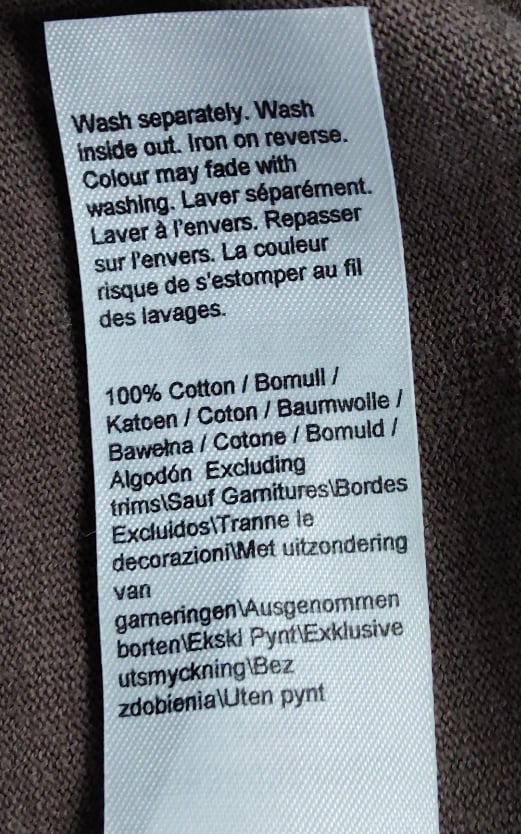 Wash separately. Wash
inside out. Iron on reverse.
Colour may fade with
washing. Laver séparément.
Laver à l'envers. Repasser
sur l'envers. La couleur
risque de s'estomper au fil
des lavages.
100% Cotton / Bomull /
Katoen / Coton / Baumwolle /
Bawełna / Cotone / Bomuld /
Algodón Excluding
trims\Sauf Garnitures\Bordes
Excluidos\Tranne le
decorazioni\Met uitzondering
van
garneringen\Ausgenommen
borten\Ekskl Pynt\Exklusive
utsmyckning\Bez
zdobienia\Uten pynt